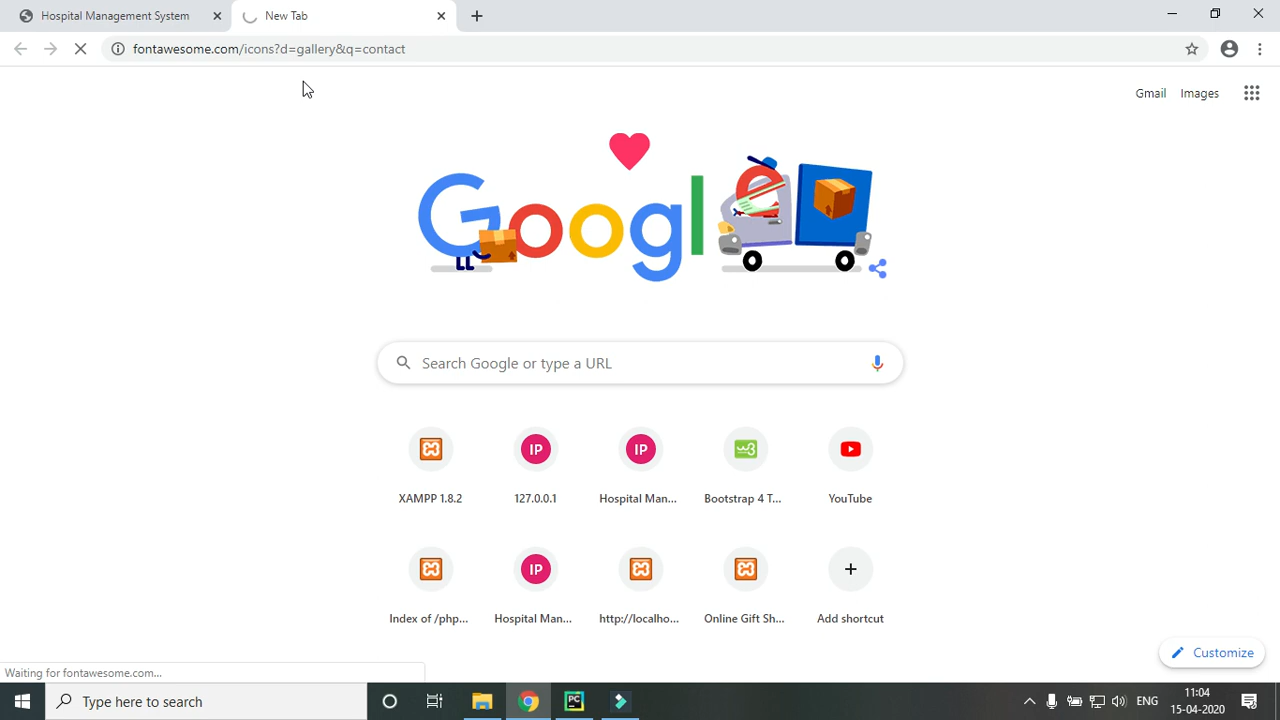 Hospital Management System
New Tab
fontawesome.com/icons?d=gallery&q=contact
Gmail Images
Google
Search Google or type a URL
IP IP
XAMPP 1.8.2 127.0.0.1 Hospital Man... Bootstrap 4 T... YouTube
IP
Index of /php... Hospital Man... http://localho... Online Gift Sh... Add shortcut
Customize
Waiting for fontawesome.com...
Type here to search
PC
ENG
11:04
15-04-2020